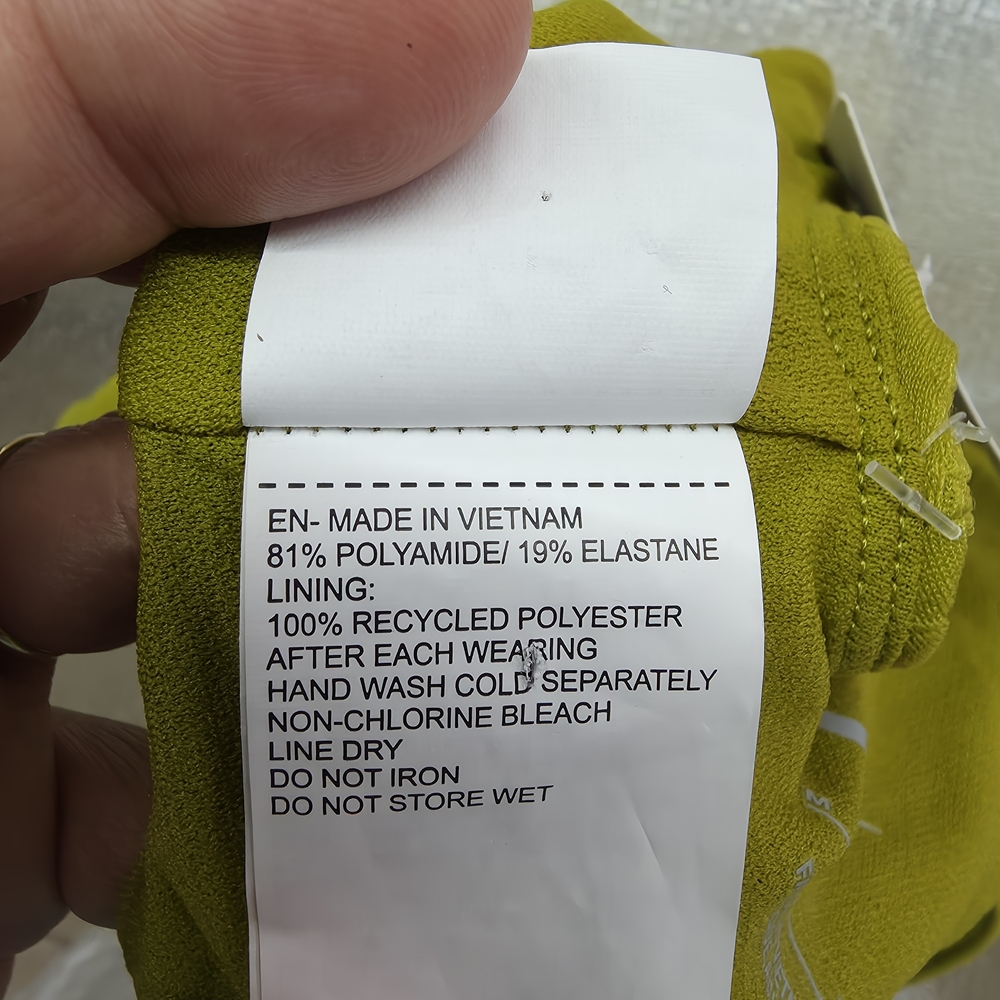 EN- MADE IN VIETNAM
81% POLYAMIDE/ 19% ELASTANE
LINING:
100% RECYCLED POLYESTER
AFTER EACH WEARING
HAND WASH COLD SEPARATELY
NON-CHLORINE BLEACH
LINE DRY
DO NOT IRON
DO NOT STORE WET
M